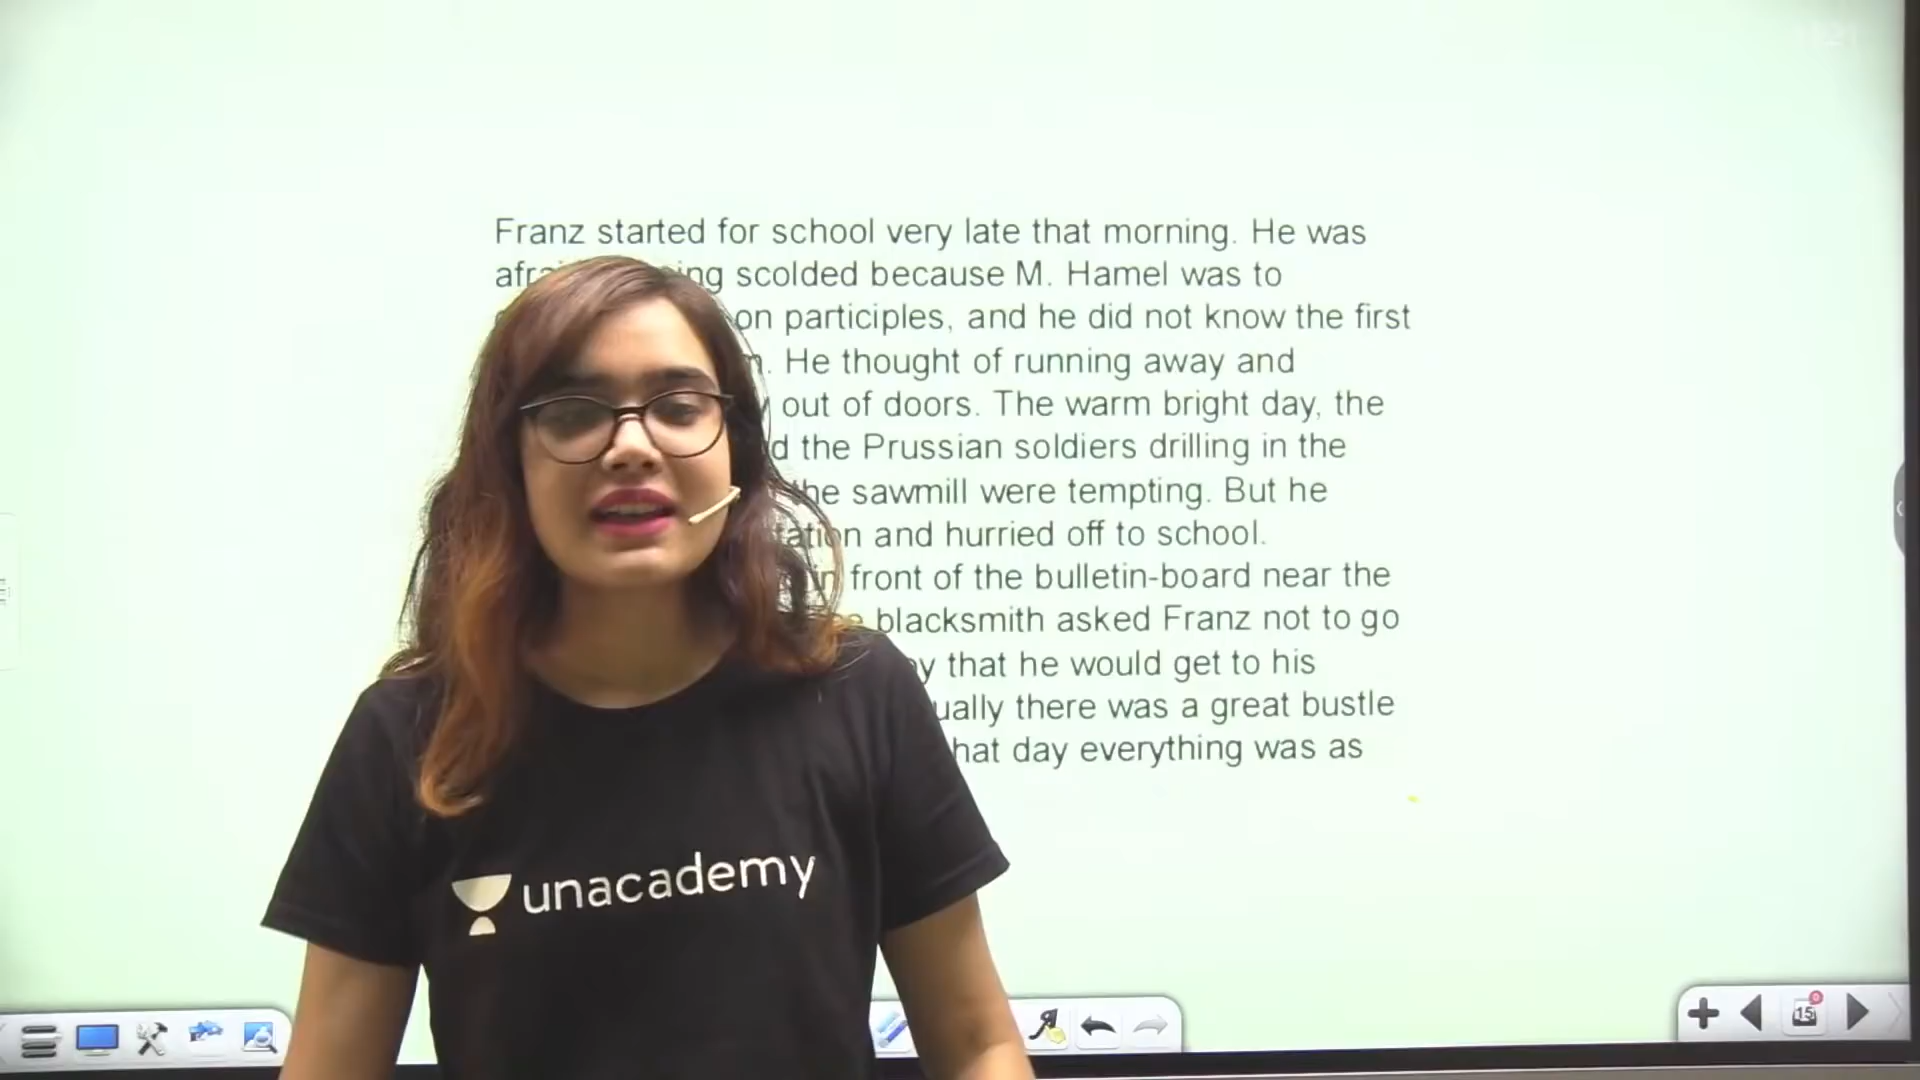 Franz started for school very late that morning. He was
scolded because M. Hamel was to
on participles, and he did not know the first
He thought of running away and
out of doors. The warm bright day, the
the Prussian soldiers drilling in the
the sawmill were tempting. But he
and hurried off to school.
in front of the bulletin-board near the
blacksmith asked Franz not to go
that he would get to his
there was a great bustle
day everything was as
unacademy
15